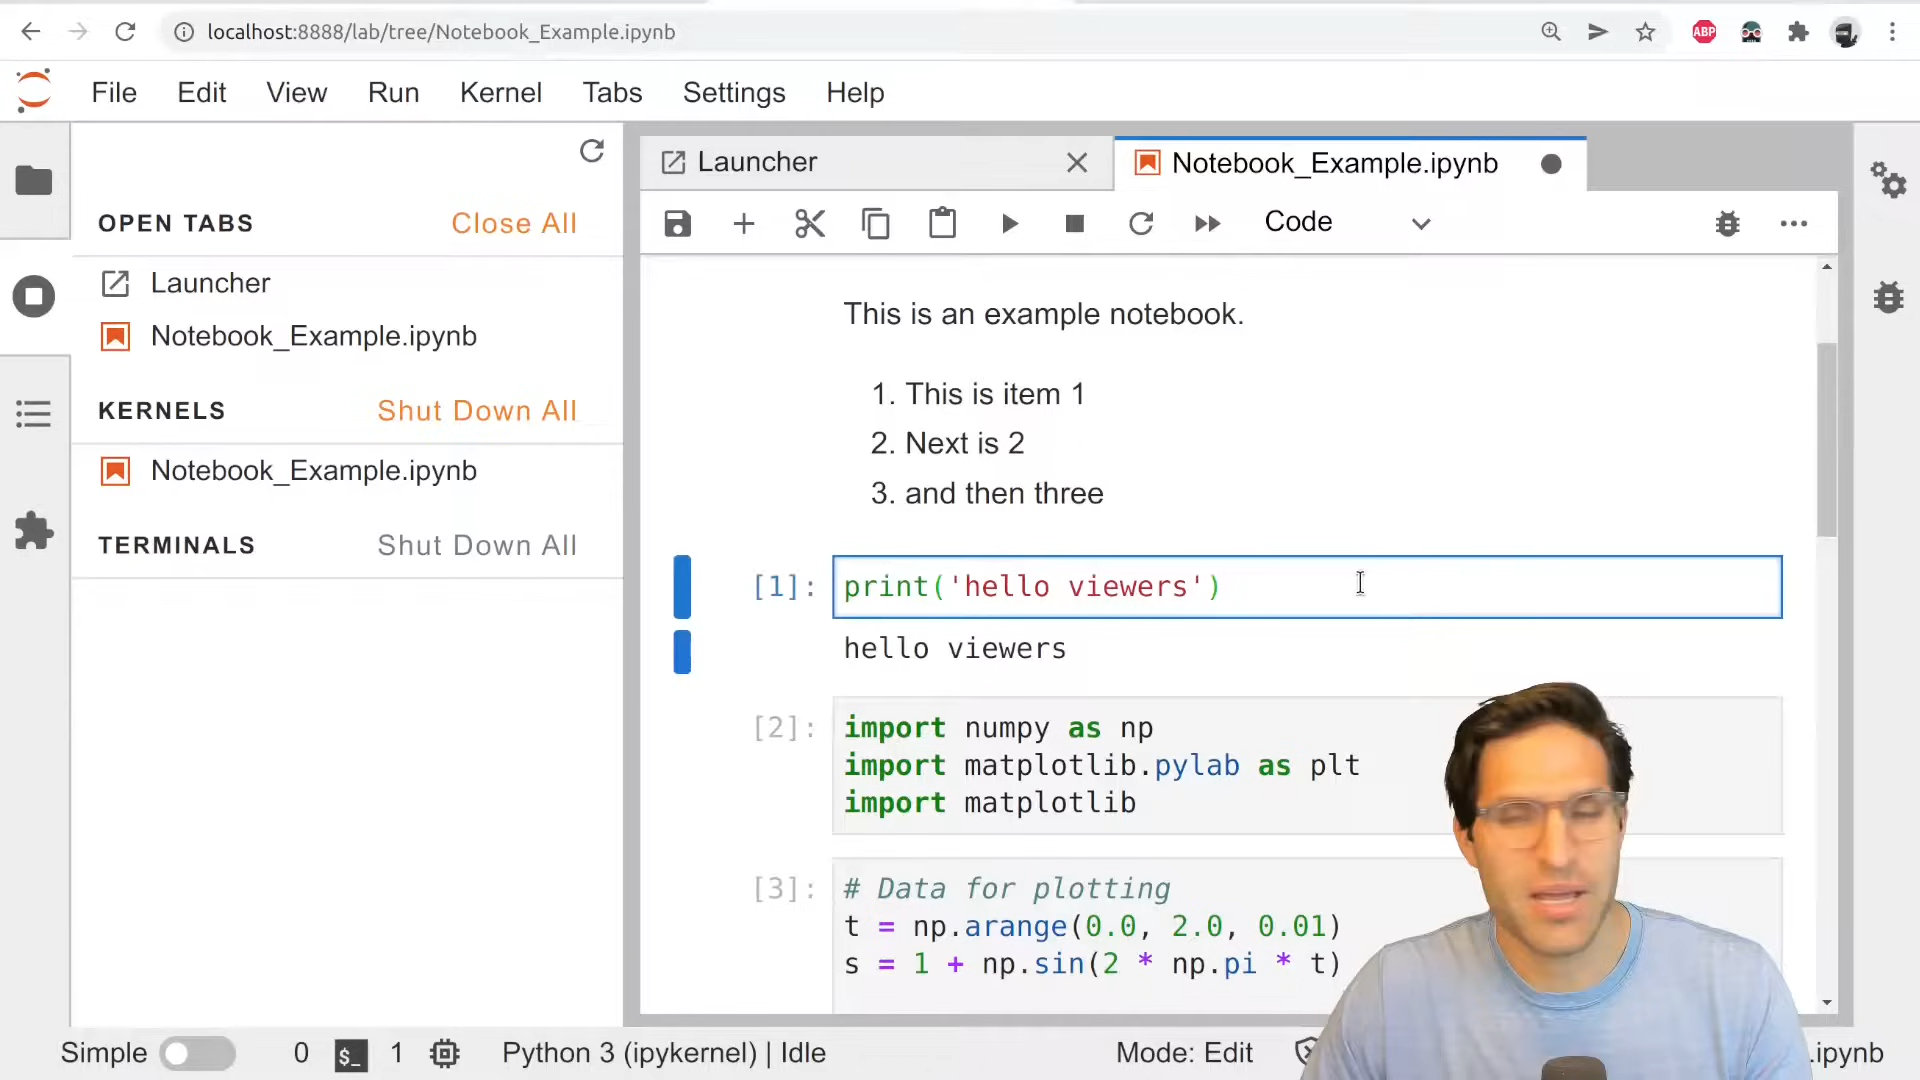 localhost:8888/lab/tree/Notebook_Example.ipynb
ABP
File Edit View Run Kernel Tabs Settings Help
OPEN TABS Close All
Launcher
Notebook_Example.ipynb
KERNELS Shut Down All
Notebook_Example.ipynb
TERMINALS Shut Down All
Launcher
Notebook_Example.ipynb
Code
This is an example notebook.
1. This is item 1
2. Next is 2
3. and then three
[1]: print('hello viewers')
hello viewers
[2]: import numpy as np
import matplotlib.pylab as plt
import matplotlib
[3]: # Data for plotting
t = np.arange(0.0, 2.0, 0.01)
s = 1 + np.sin(2 * np.pi * t)
Simple 0 $_ 1 Python 3 (ipykernel) | Idle Mode: Edit .ipynb